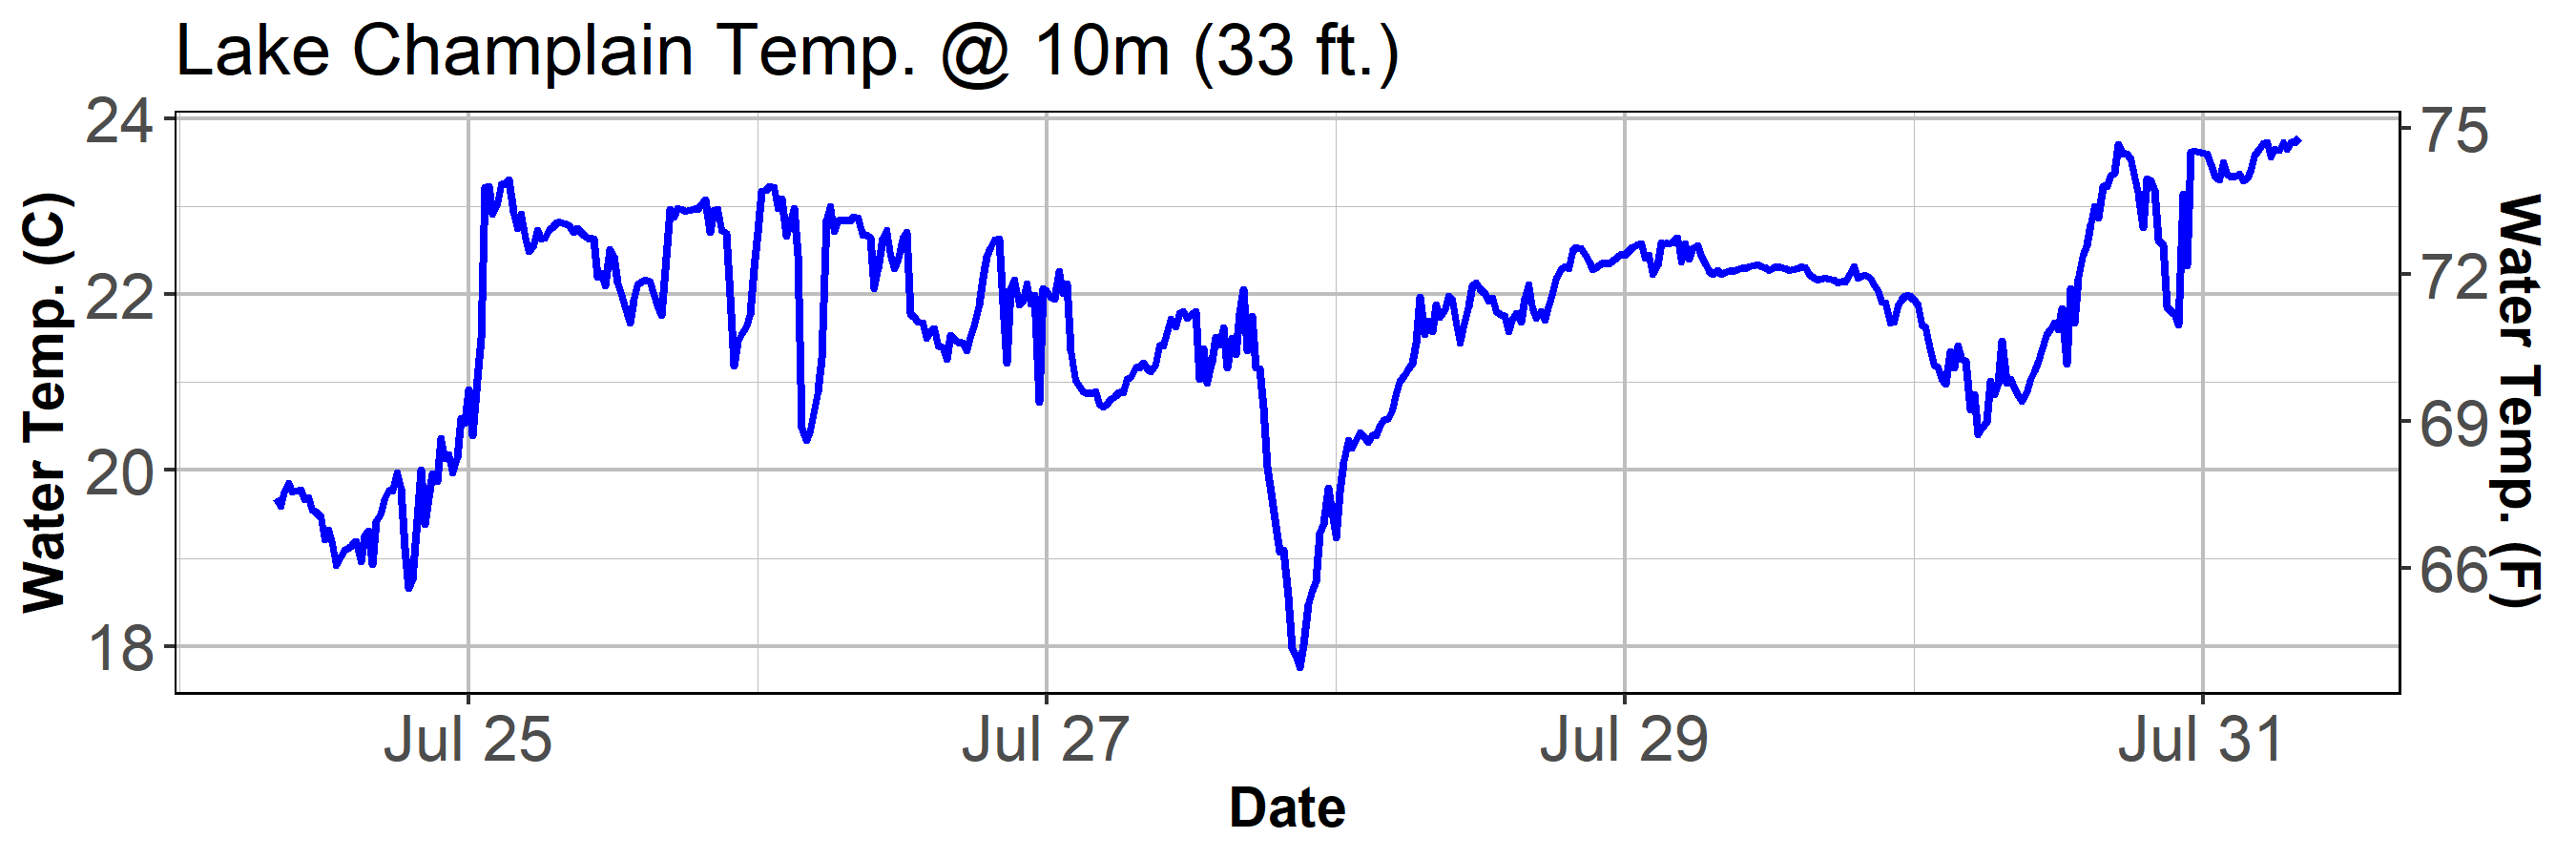 Lake Champlain Temp. @ 10m (33 ft.)
Water Temp. (C)
24
22
20
18
75
72
69
66
Water Temp. (F)
Jul 25
Jul 27
Jul 29
Jul 31
Date